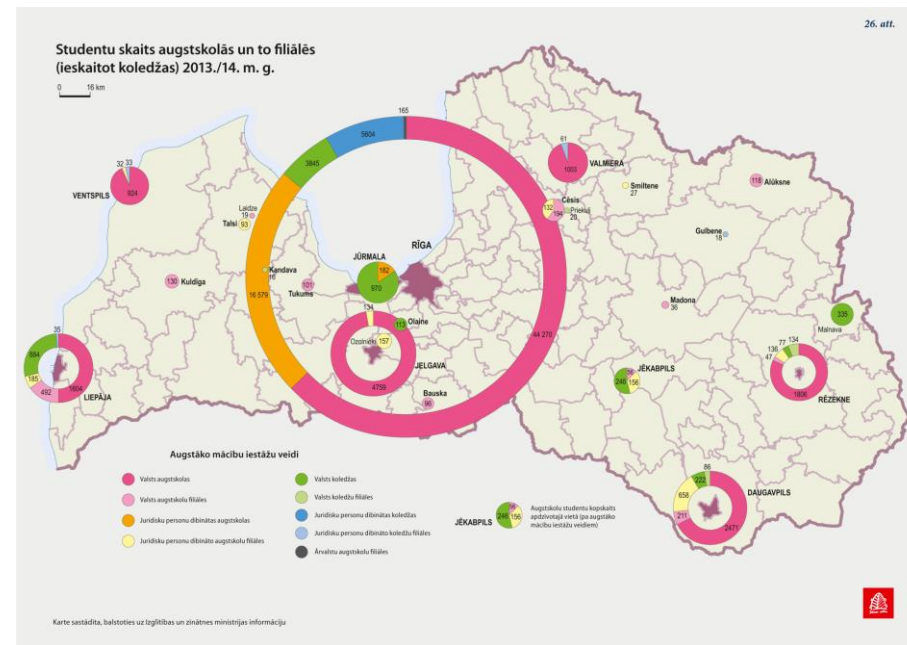 26. att.
Studentu skaits augstskolās un to filiālēs
(ieskaitot koledžas) 2013./14. m. g.
0 16 km
165
5604
3845
16 579
44 270
32 33
924
VENTSPILS
61
1003
VALMIERA
Smiltene
27
118 Alūksne
Laidze
19
Talsi 93
Cēsis
132
194
Priekuļi
20
Gulbene
18
RĪGA
JŪRMALA
182
970
Kandava
16
130 Kuldīga
101
Tukums
Madona
36
335
Malnava
134
113 Olaine
Ozolnieki 157
JELGAVA
4759
35
884
185
492
1604
LIEPĀJA
136 77 134
47
1806
RĒZEKNE
JĒKABPILS
246 156
Bauska
96
86
222
658
211
2471
DAUGAVPILS
Augstāko mācību iestāžu veidi
Valsts augstskolas
Valsts augstskolu filiāles
Juridisku personu dibinātas augstskolas
Juridisku personu dibināto augstskolu filiāles
Valsts koledžas
Valsts koledžu filiāles
Juridisku personu dibinātas koledžas
Juridisku personu dibināto koledžu filiāles
Ārvalstu augstskolu filiāles
JĒKABPILS
246 156
Augstskolu studentu kopskaits
apdzīvotajā vietā (pa augstāko
mācību iestāžu veidiem)
Karte sastādīta, balstoties uz Izglītības un zinātnes ministrijas informāciju